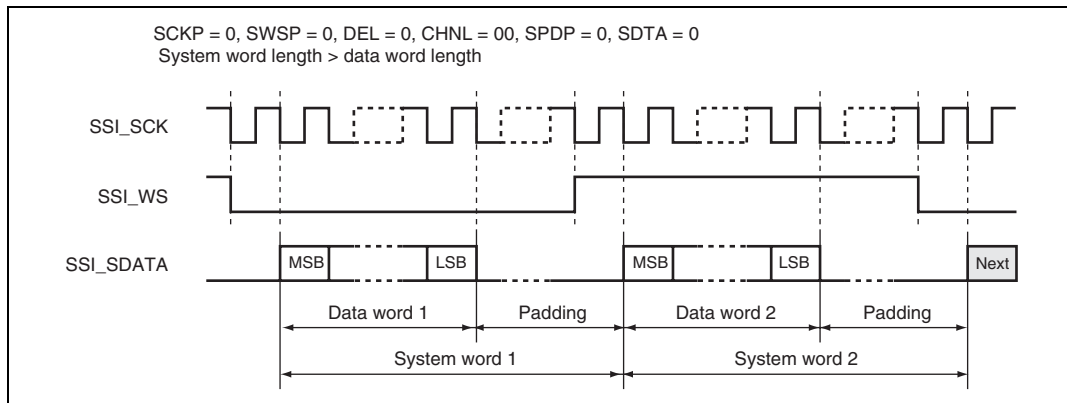 SCKP = 0, SWSP = 0, DEL = 0, CHNL = 00, SPDP = 0, SDTA = 0
System word length > data word length
SSI_SCK
SSI_WS
SSI_SDATA
MSB
LSB
MSB
LSB
Next
Data word 1
Padding
Data word 2
Padding
System word 1
System word 2